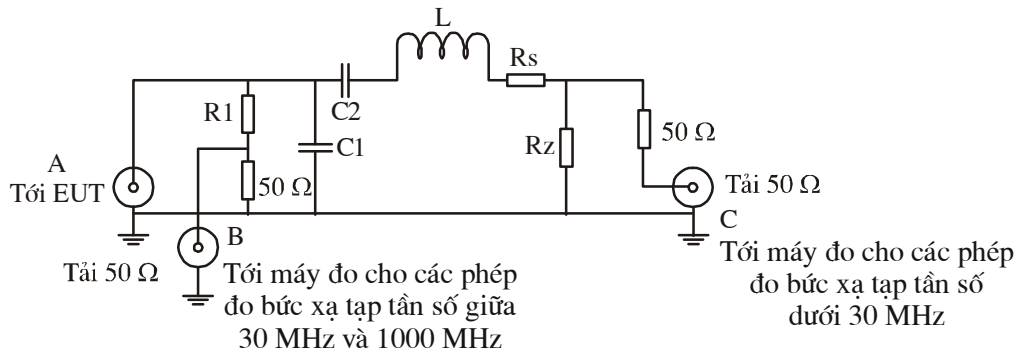 L
Rs
R1
C2
C1
Rz
50 Ω
50 Ω
A
Tới EUT
Tải 50 Ω
B
Tới máy đo cho các phép
đo bức xạ tạp tần số giữa
30 MHz và 1000 MHz
Tải 50 Ω
C
Tới máy đo cho các phép
đo bức xạ tạp tần số
dưới 30 MHz